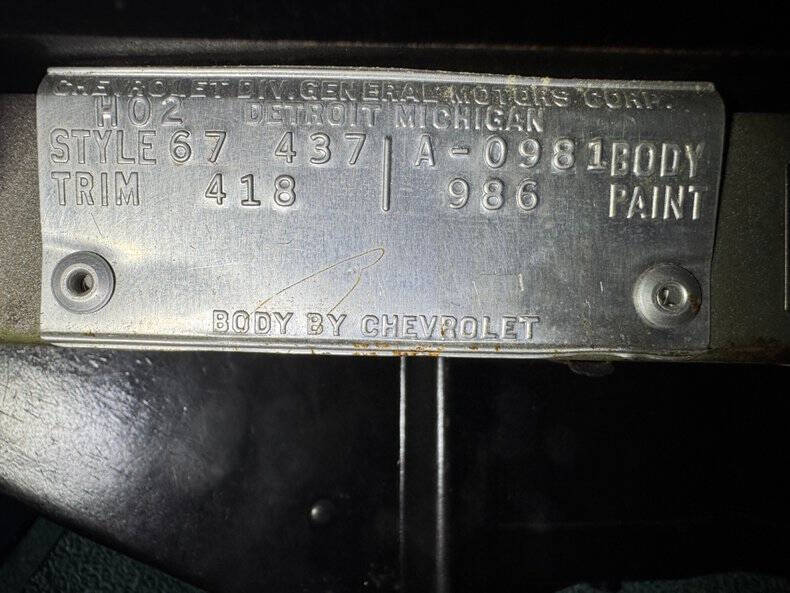 CHEVROLET DIV. GENERAL MOTORS CORP.
H02 DETROIT MICHIGAN
STYLE 67 437 A-0981 BODY
TRIM 418 986 PAINT
BODY BY CHEVROLET